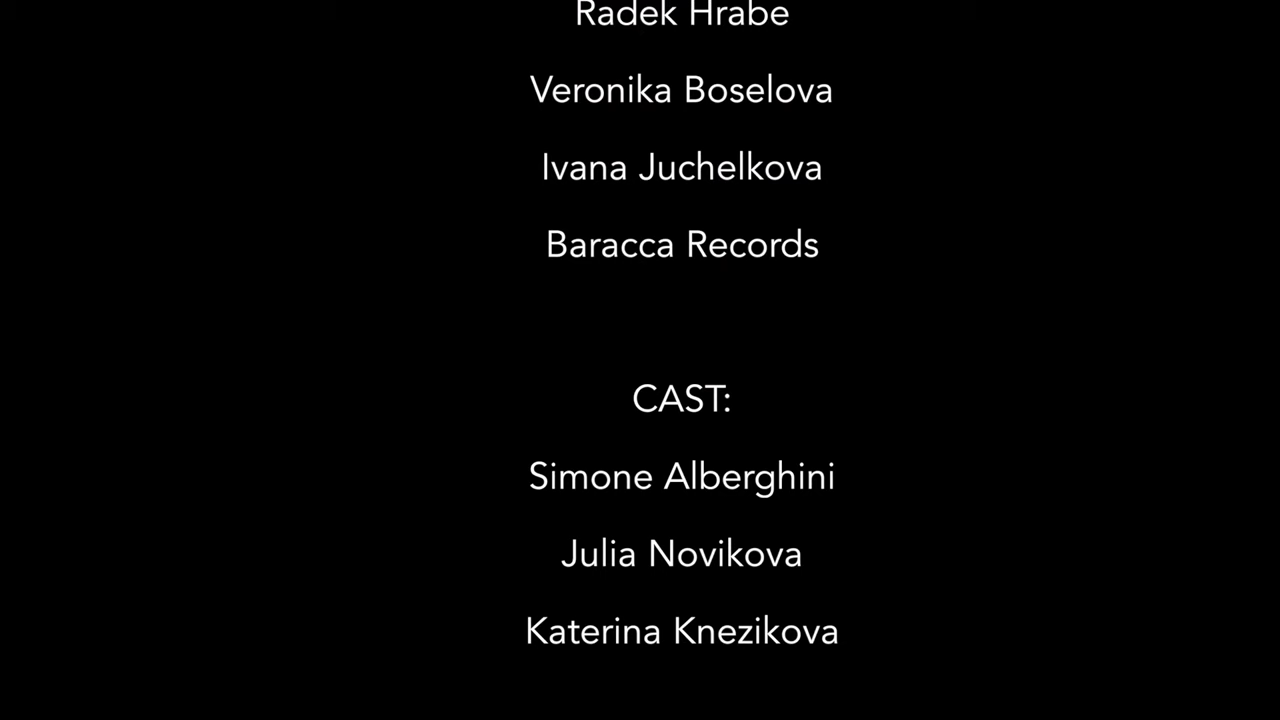 Radek Hrabe
Veronika Boselova
Ivana Juchelkova
Baracca Records
CAST:
Simone Alberghini
Julia Novikova
Katerina Knezikova